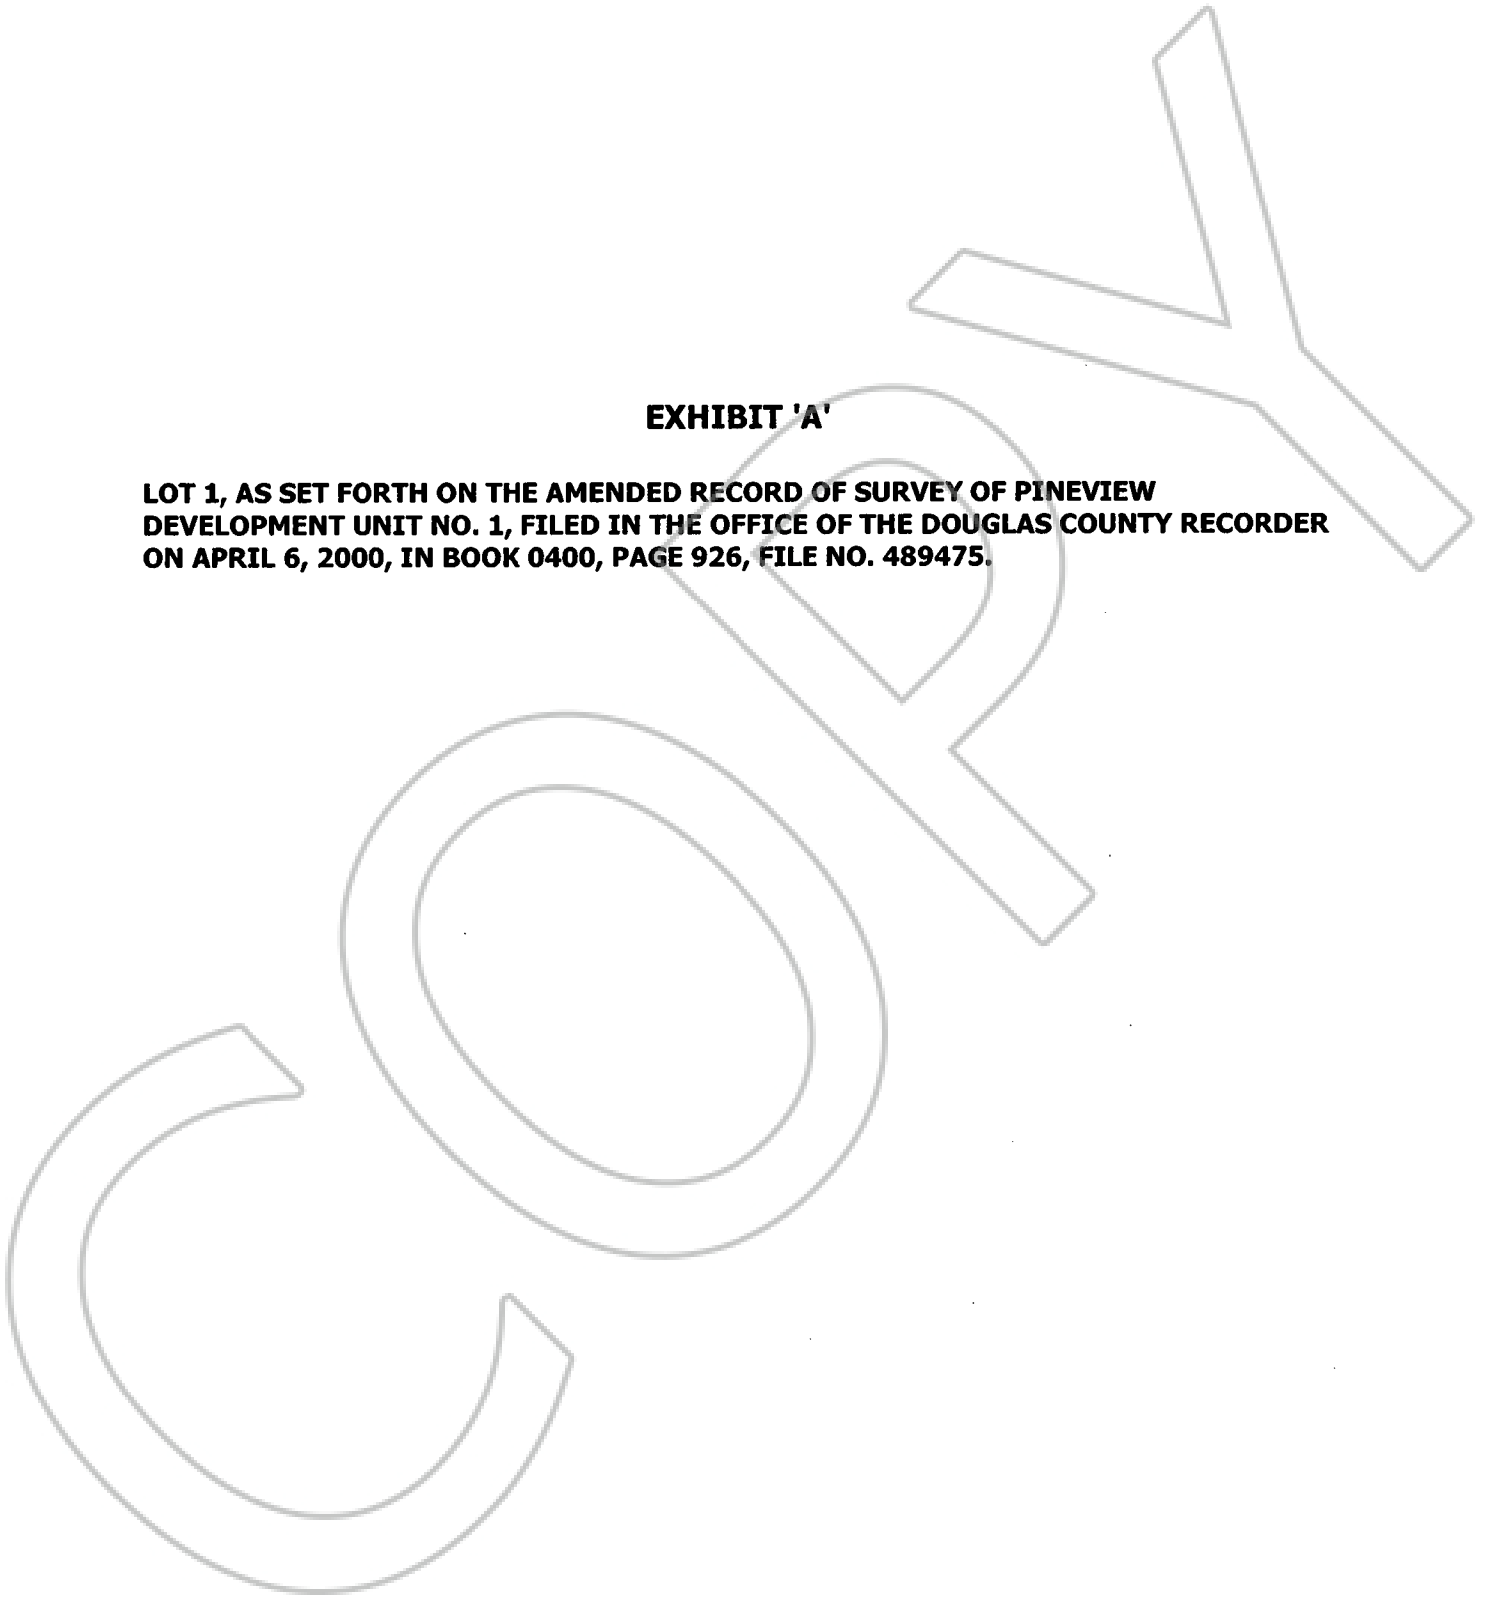 EXHIBIT 'A'
LOT 1, AS SET FORTH ON THE AMENDED RECORD OF SURVEY OF PINEVIEW
DEVELOPMENT UNIT NO. 1, FILED IN THE OFFICE OF THE DOUGLAS COUNTY RECORDER
ON APRIL 6, 2000, IN BOOK 0400, PAGE 926, FILE NO. 489475.
COPY